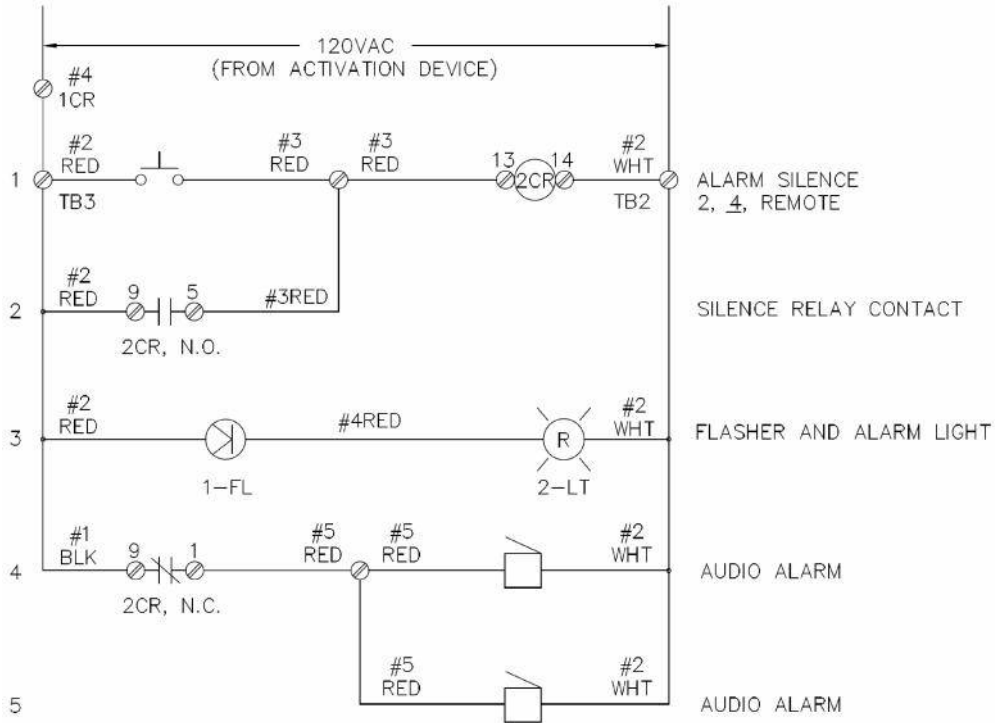 120VAC
(FROM ACTIVATION DEVICE)
#4
1CR
1
#2
RED
TB3
#3
RED
#3
RED
13
2CR
14
#2
WHT
TB2
ALARM SILENCE
2, 4, REMOTE
2
#2
RED
9
5
#3RED
2CR, N.O.
SILENCE RELAY CONTACT
3
#2
RED
1-FL
#4RED
R
2-LT
#2
WHT
FLASHER AND ALARM LIGHT
4
#1
BLK
9
1
2CR, N.C.
#5
RED
#5
RED
#2
WHT
AUDIO ALARM
5
#5
RED
#2
WHT
AUDIO ALARM